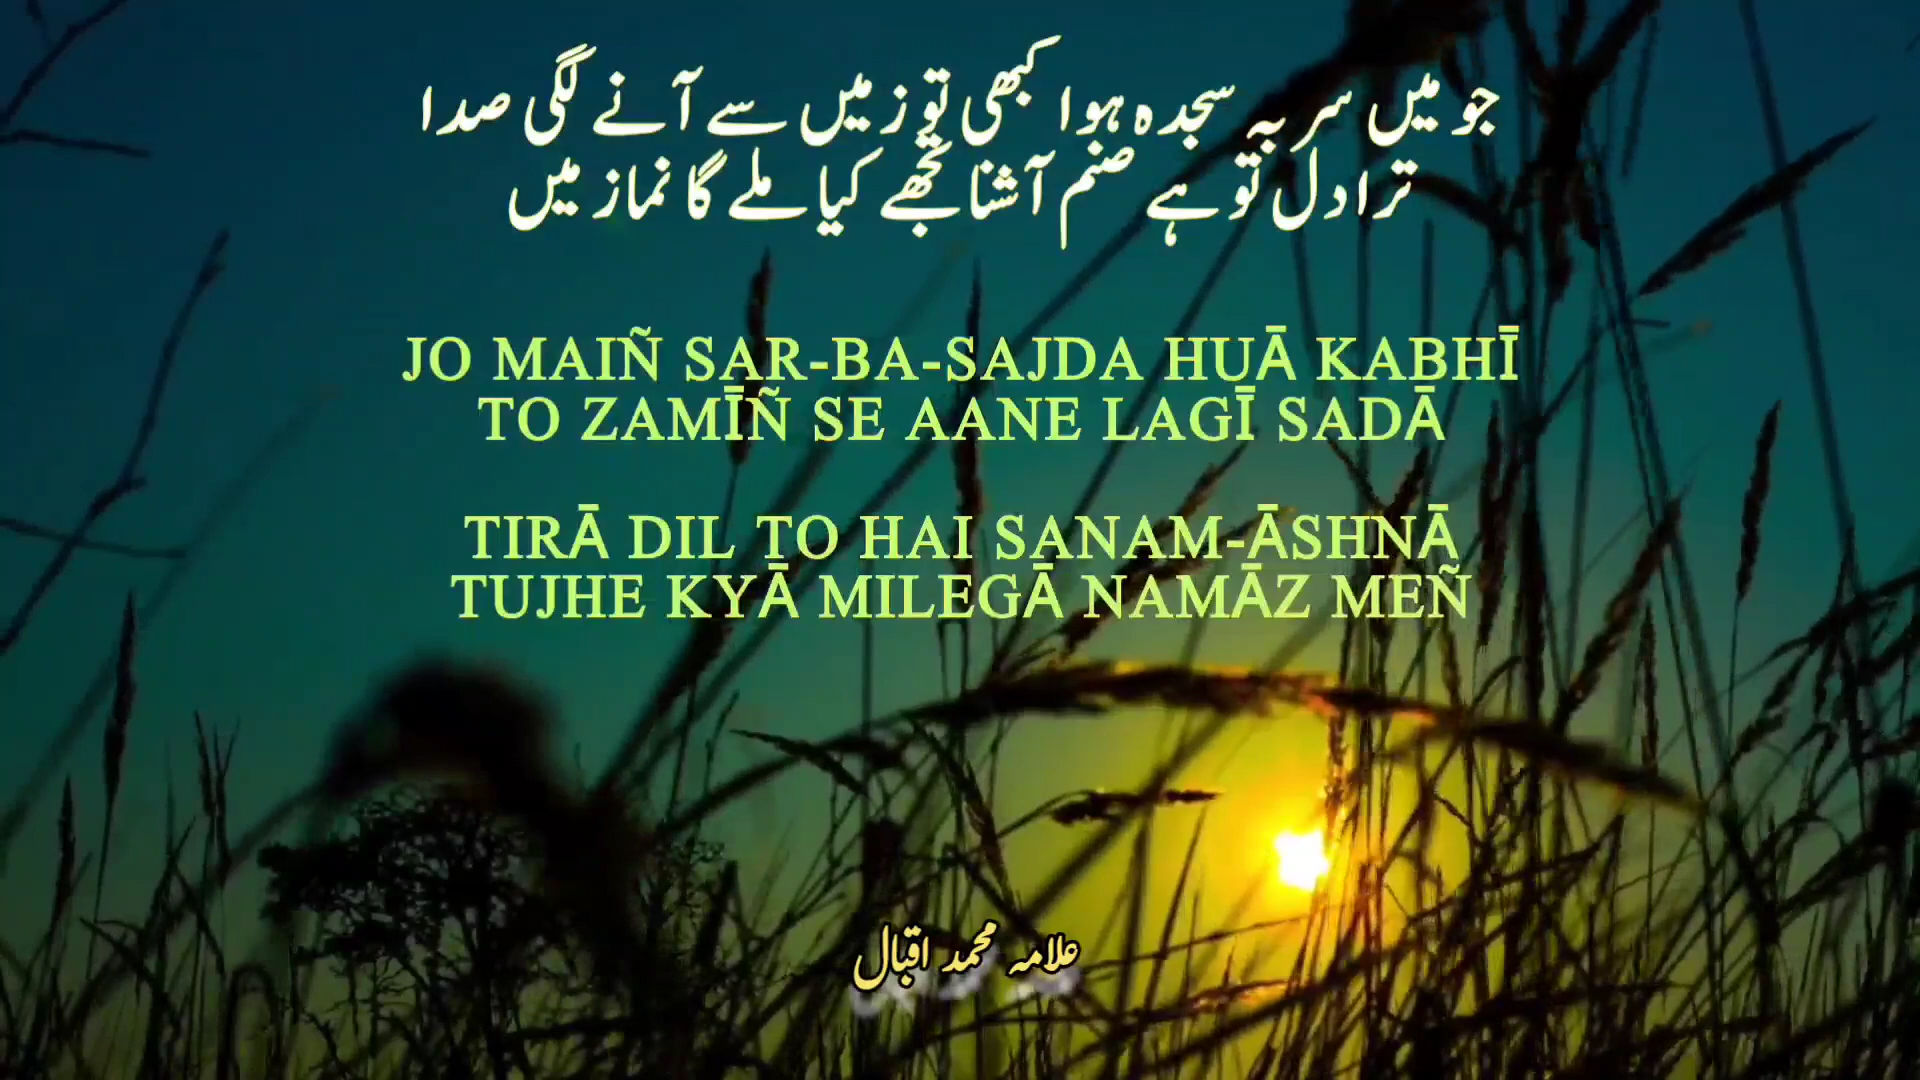 جو میں سر بہ سجدہ ہوا کبھی تو زمیں سے آنے لگی صدا
ترا دل تو ہے صنم آشنا تجھے کیا ملے گا نماز میں
JO MAIÑ SAR-BA-SAJDA HUĀ KABHĪ
TO ZAMĪÑ SE AANE LAGĪ SADĀ
TIRĀ DIL TO HAI SANAM-ĀSHNĀ
TUJHE KYĀ MILEGĀ NAMĀZ MEÑ
علامہ محمد اقبال